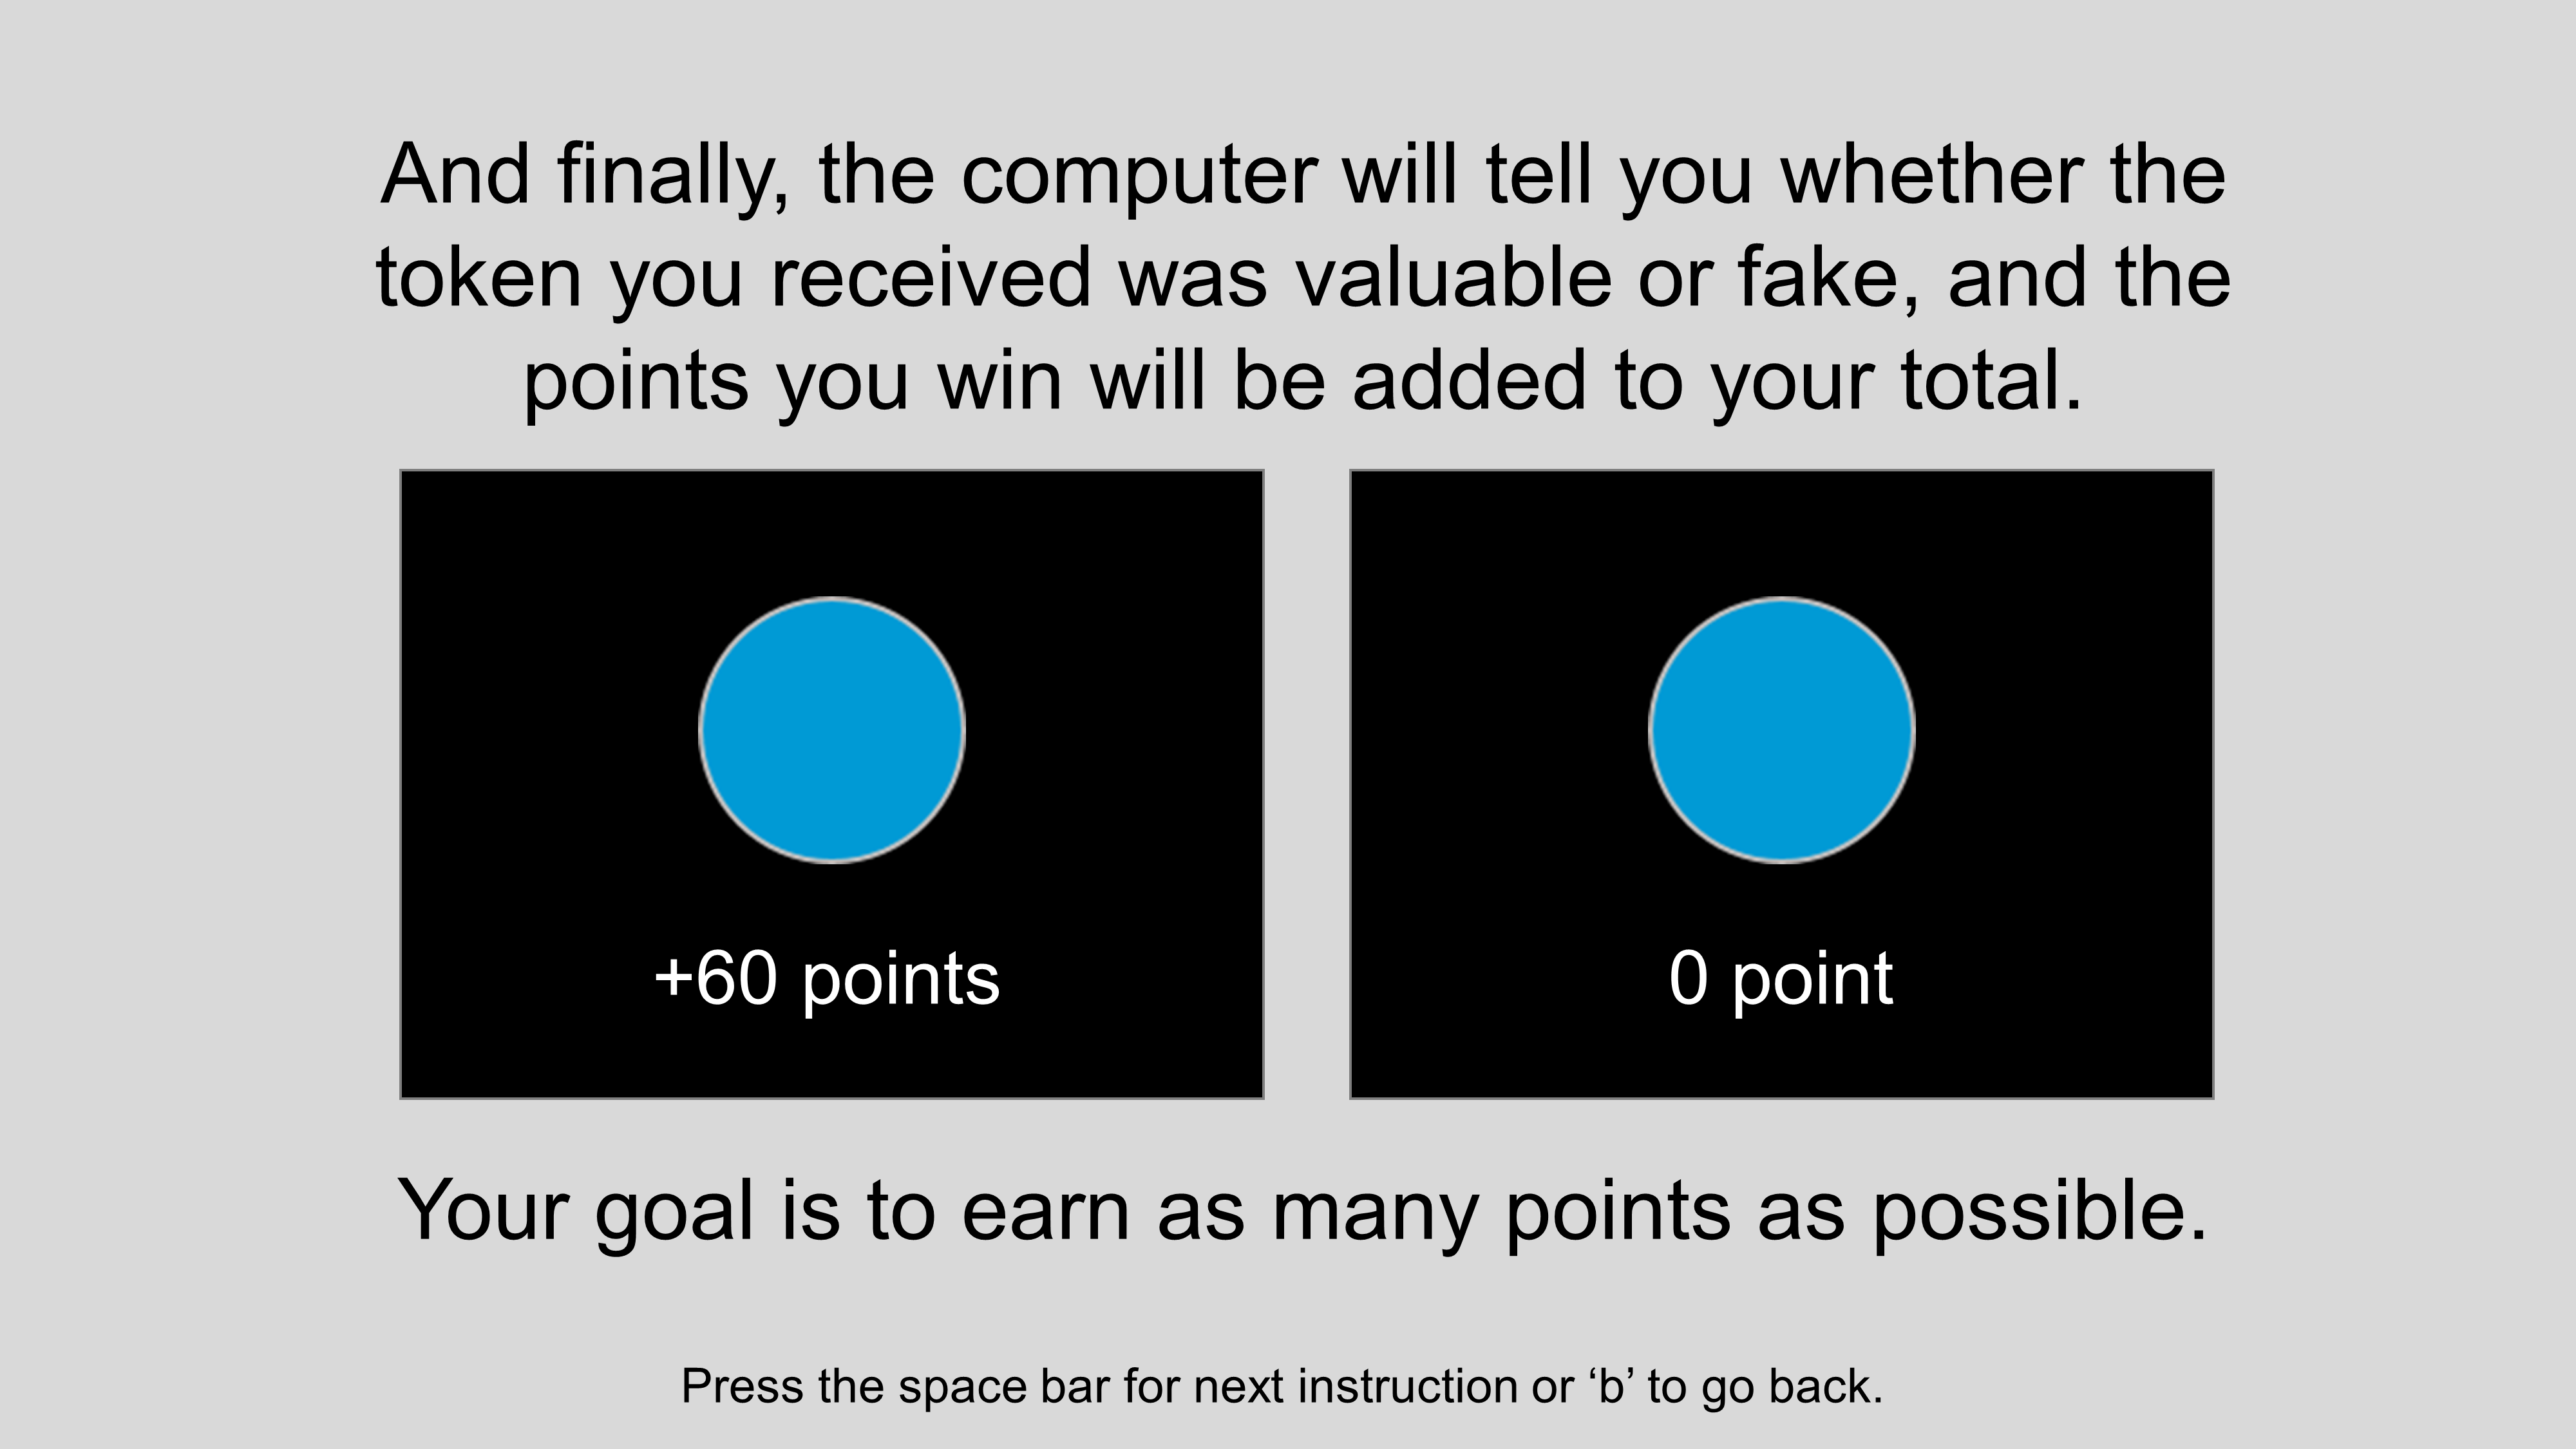 And finally, the computer will tell you whether the
token you received was valuable or fake, and the
points you win will be added to your total.
+60 points
0 point
Your goal is to earn as many points as possible.
Press the space bar for next instruction or ‘b’ to go back.